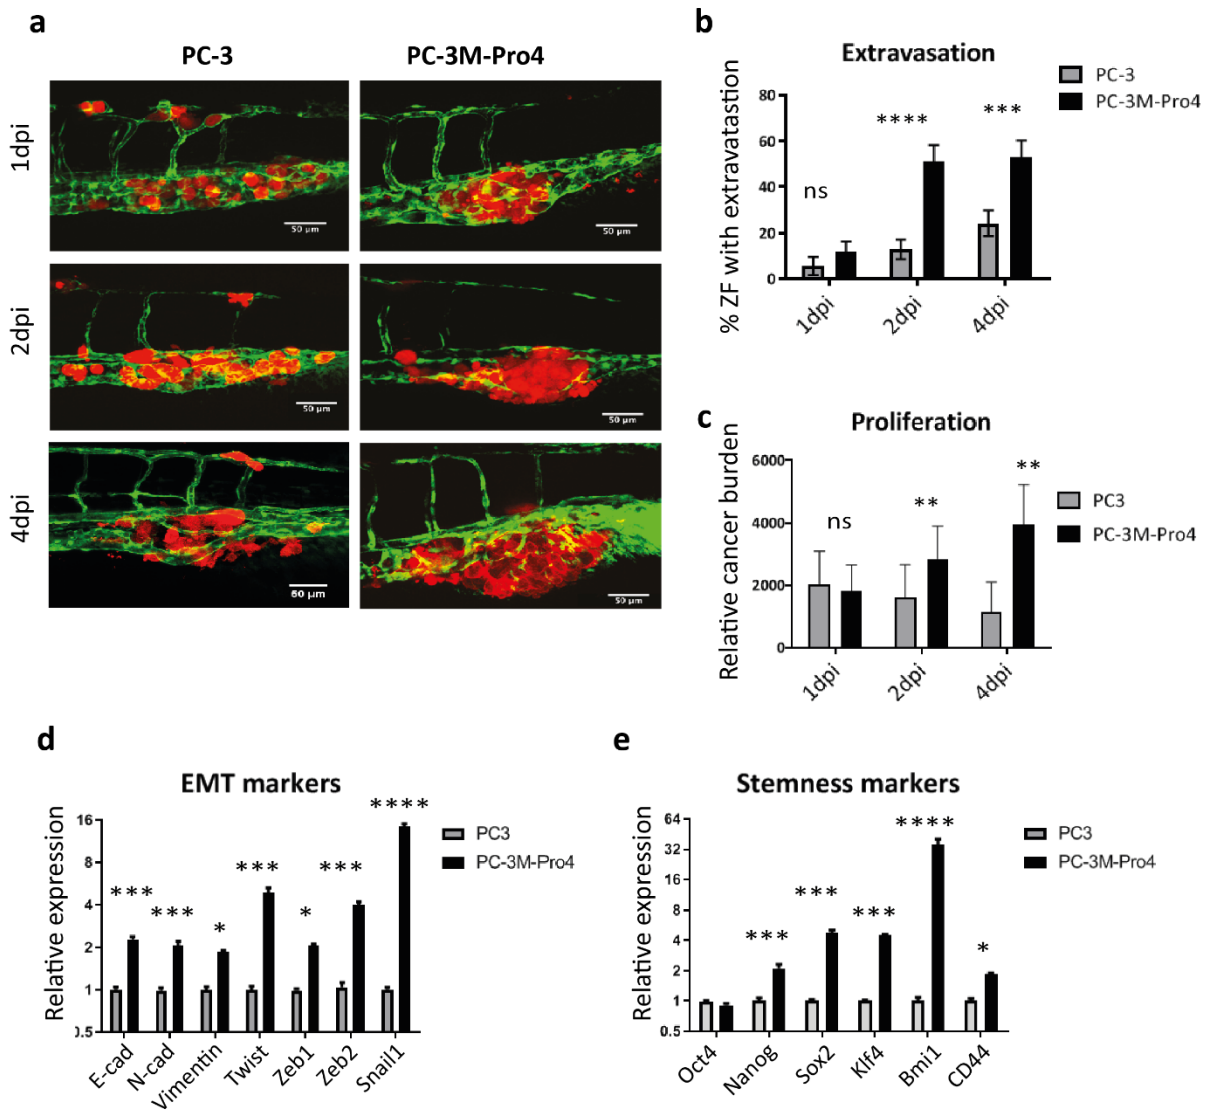 a
PC-3
PC-3M-Pro4
1dpi
50 µm
50 µm
2dpi
50 µm
50 µm
4dpi
60 µm
50 µm
b
Extravasation
PC-3
PC-3M-Pro4
% ZF with extravatastion
80
60
40
20
0
ns
****
***
1dpi
2dpi
4dpi
c
Proliferation
PC3
PC-3M-Pro4
Relative cancer burden
6000
4000
2000
0
ns
**
**
1dpi
2dpi
4dpi
d
EMT markers
PC3
PC-3M-Pro4
Relative expression
16
8
4
2
1
).5
***
***
*
***
*
***
****
E-cad
N-cad
Vimentin
Twist
Zeb1
Zeb2
Snail1
e
Stemness markers
PC3
PC-3M-Pro4
Relative expression
64
32
16
8
4
2
1
0.5
***
***
***
****
*
Oct4
Nanog
Sox2
Klf4
Bmi1
CD44